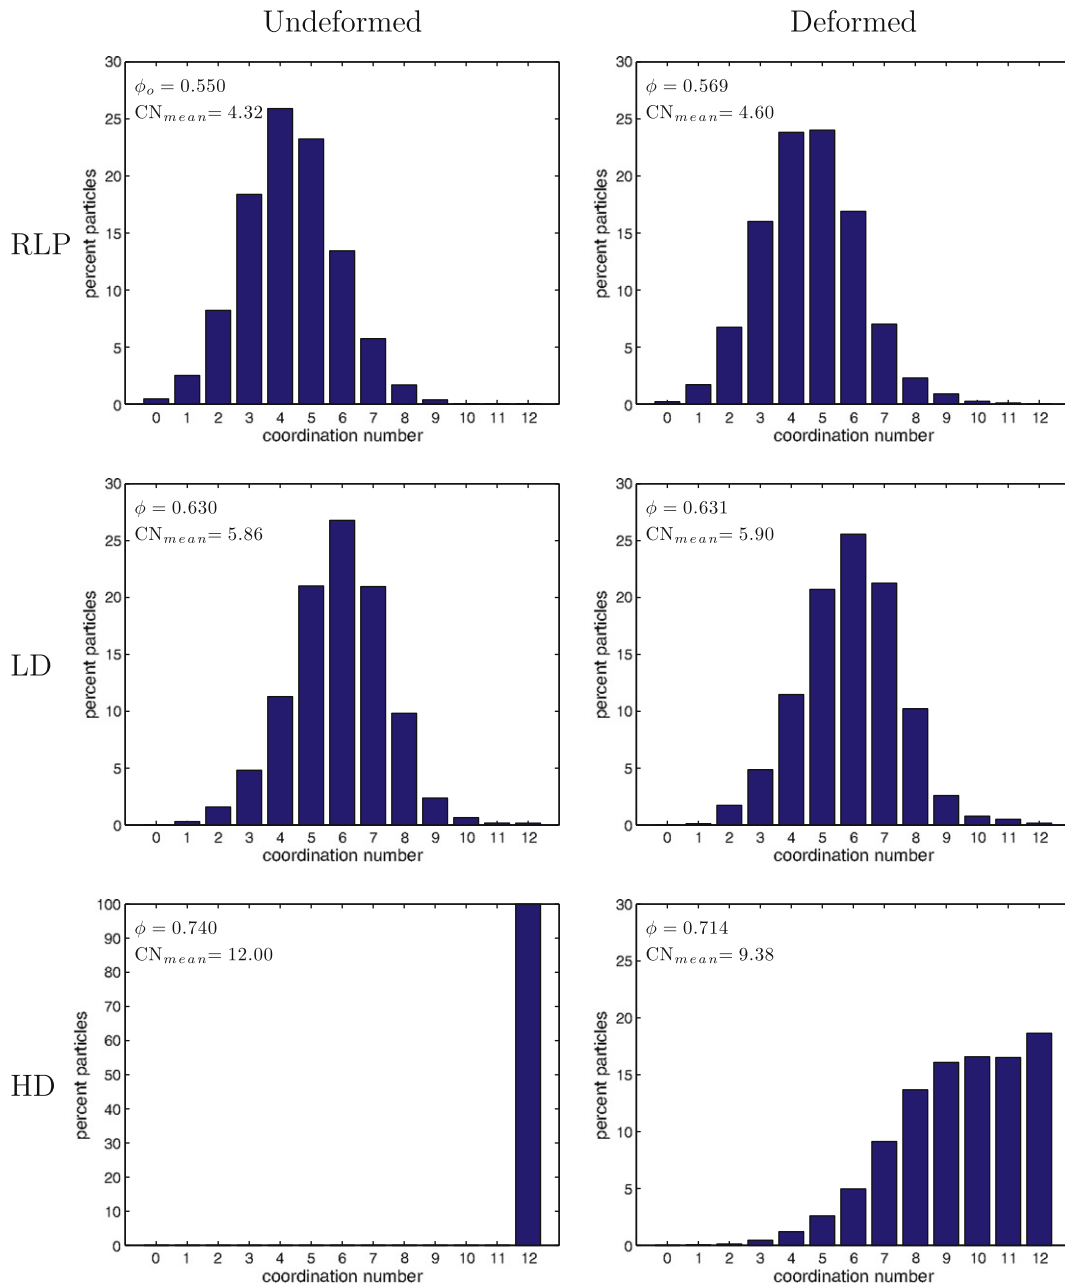 Undeformed
Deformed
RLP
30
25
20
15
10
5
0
percent particles
ϕₒ = 0.550
CNₘₑₐₙ= 4.32
0 1 2 3 4 5 6 7 8 9 10 11 12
coordination number
30
25
20
15
10
5
0
percent particles
ϕ = 0.569
CNₘₑₐₙ= 4.60
0 1 2 3 4 5 6 7 8 9 10 11 12
coordination number
LD
30
25
20
15
10
5
0
percent particles
ϕ = 0.630
CNₘₑₐₙ= 5.86
0 1 2 3 4 5 6 7 8 9 10 11 12
coordination number
30
25
20
15
10
5
0
percent particles
ϕ = 0.631
CNₘₑₐₙ= 5.90
0 1 2 3 4 5 6 7 8 9 10 11 12
coordination number
HD
100
90
80
70
60
50
40
30
20
10
0
percent particles
ϕ = 0.740
CNₘₑₐₙ= 12.00
0 1 2 3 4 5 6 7 8 9 10 11 12
coordination number
30
25
20
15
10
5
0
percent particles
ϕ = 0.714
CNₘₑₐₙ= 9.38
0 1 2 3 4 5 6 7 8 9 10 11 12
coordination number